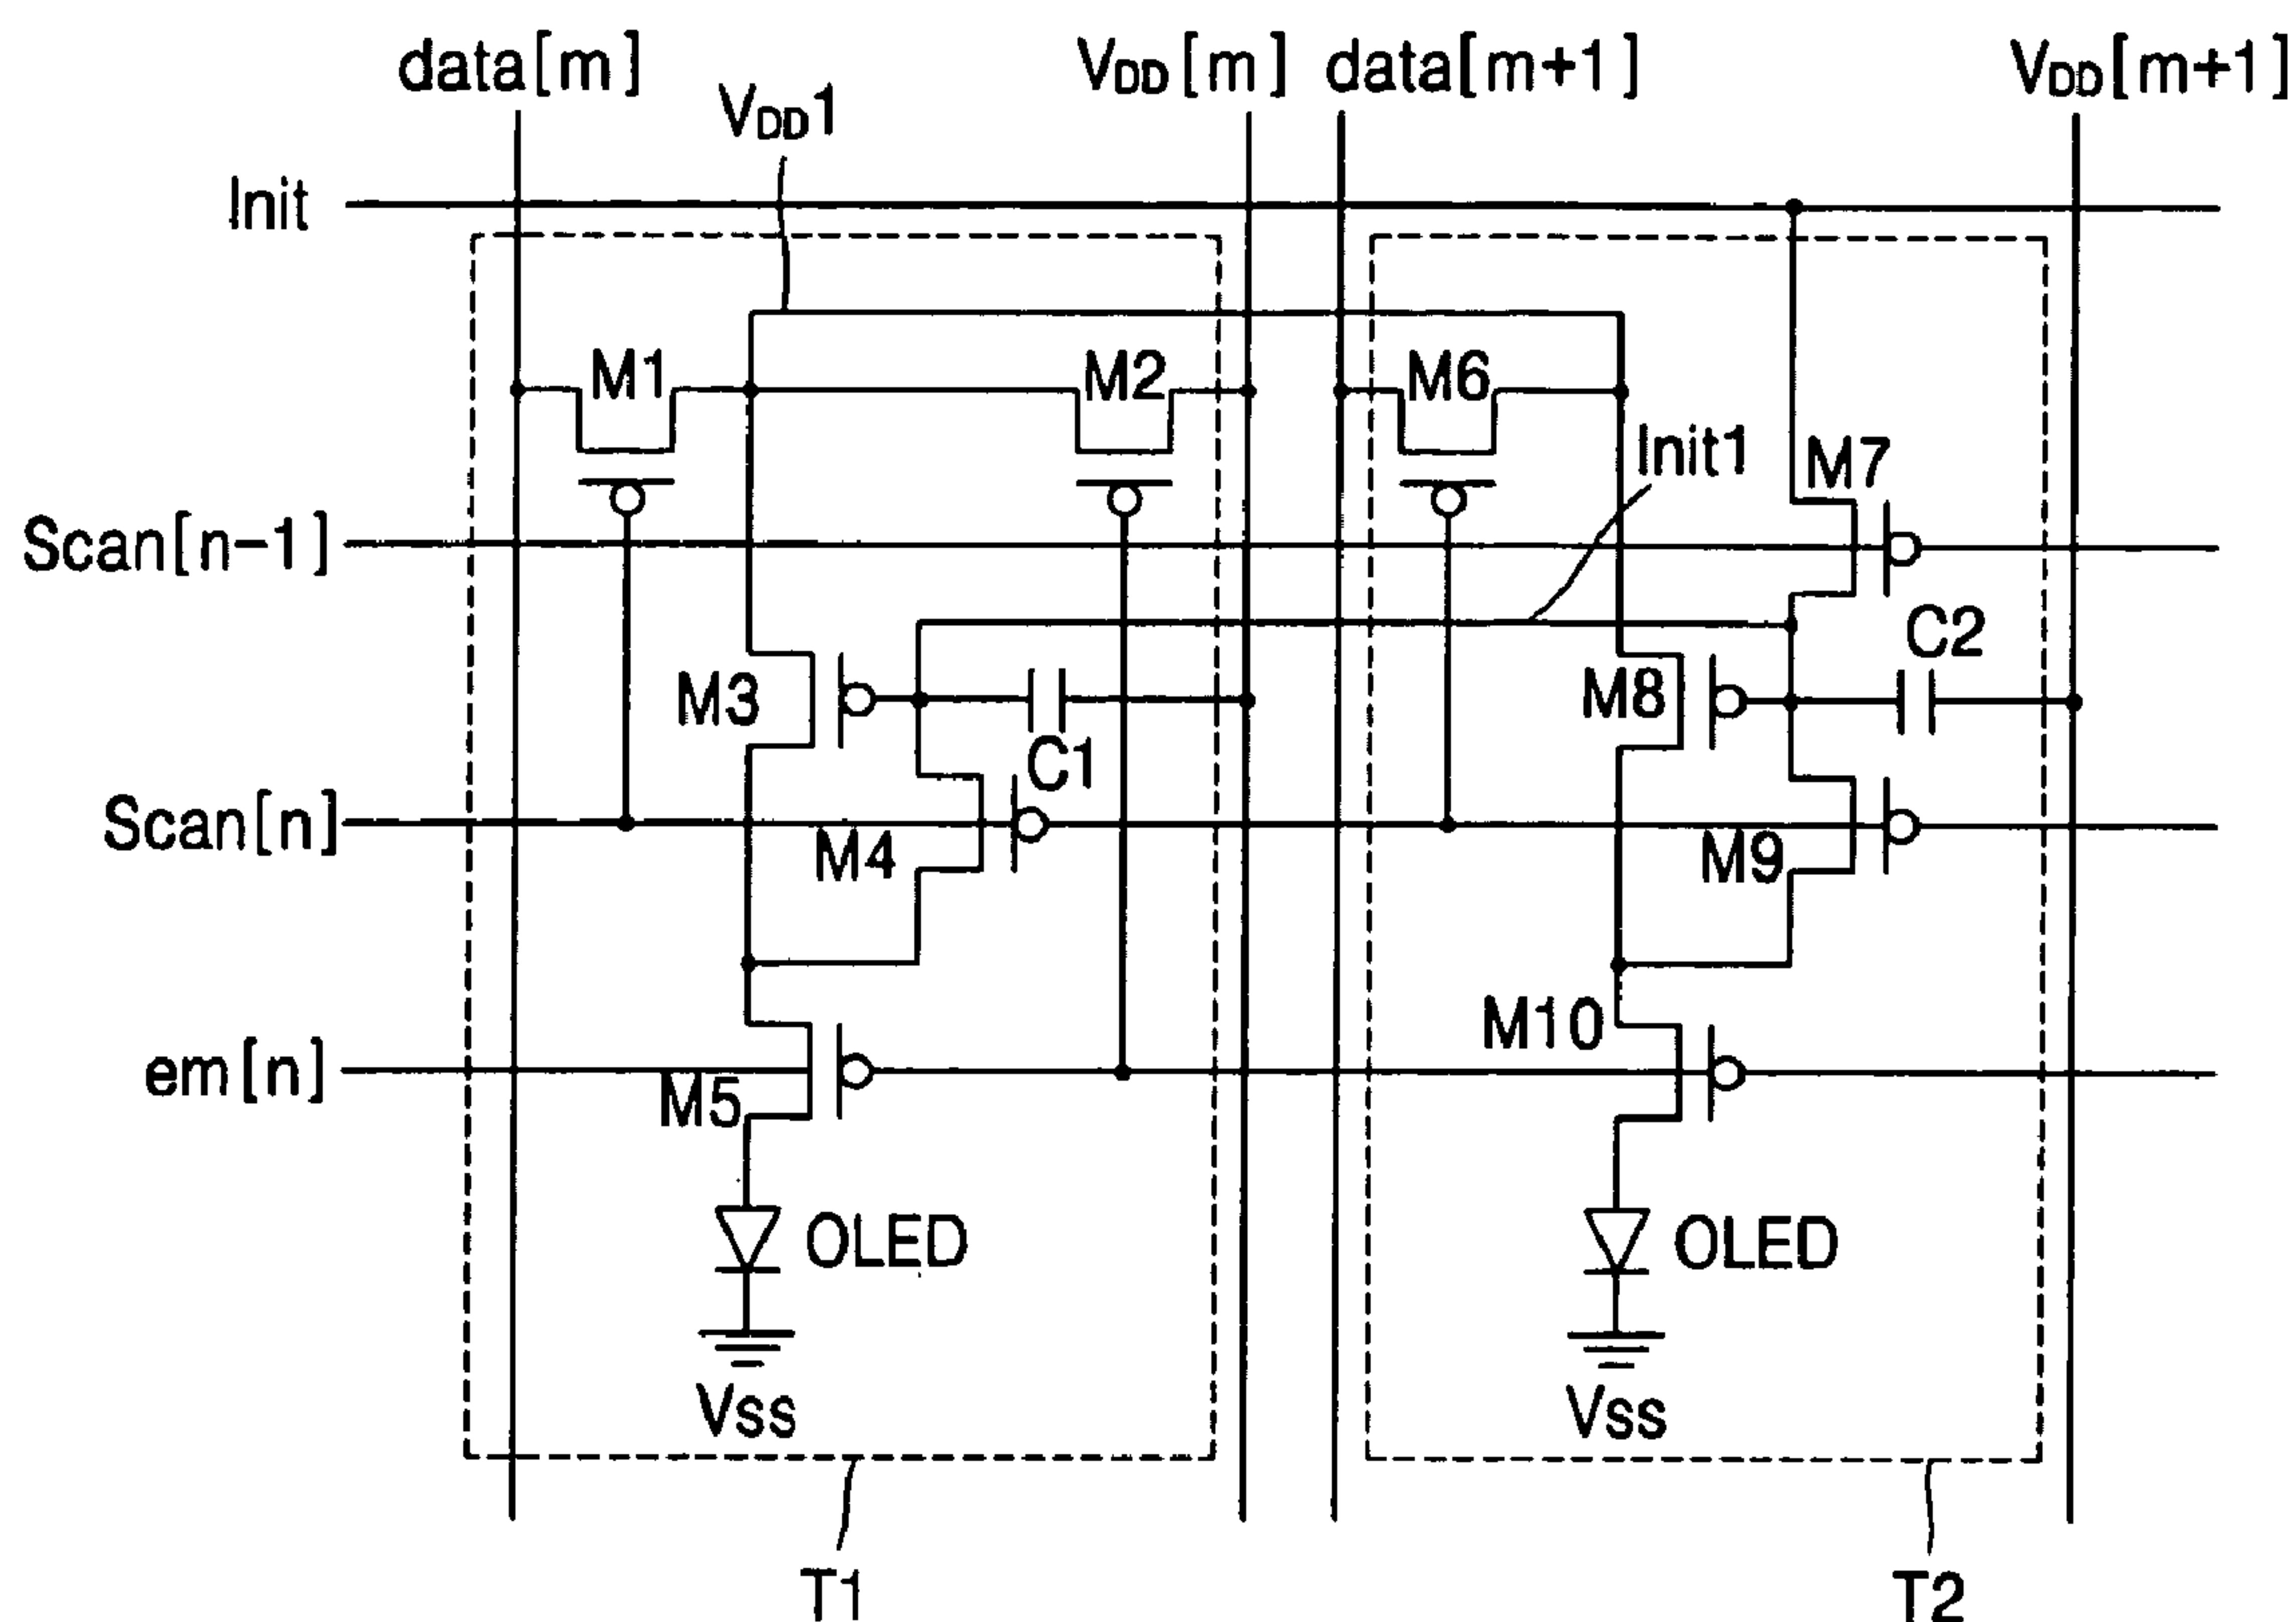 data[m]
VDD[m]
data[m+1]
VDD[m+1]
VDD1
Init
M1
M2
M6
Init1
M7
Scan[n-1]
C2
M3
M8
C1
Scan[n]
M4
M9
M10
em[n]
M5
OLED
OLED
Vss
Vss
T1
T2